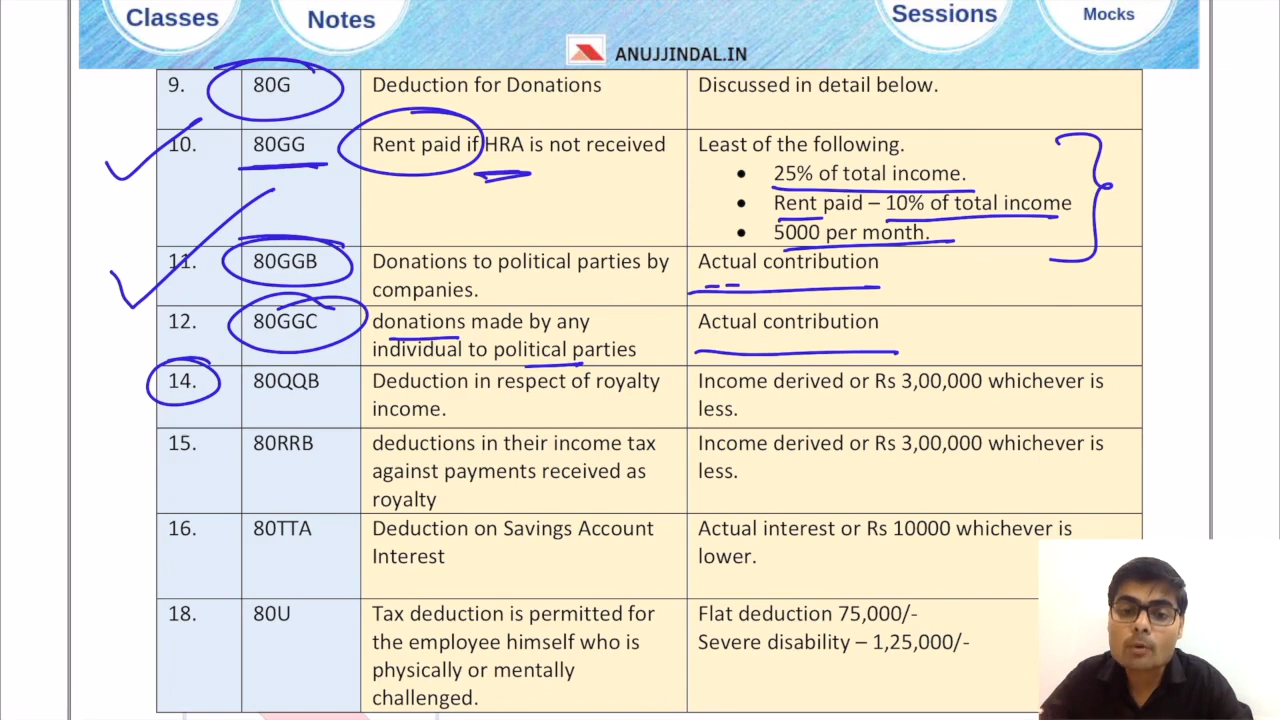 Classes
Notes
Sessions
Mocks
ANUJJINDAL.IN
9. 80G Deduction for Donations Discussed in detail below.
10. 80GG Rent paid if HRA is not received Least of the following.
• 25% of total income.
• Rent paid – 10% of total income
• 5000 per month.
11. 80GGB Donations to political parties by Actual contribution
companies.
12. 80GGC donations made by any Actual contribution
individual to political parties
14. 80QQB Deduction in respect of royalty Income derived or Rs 3,00,000 whichever is
income. less.
15. 80RRB deductions in their income tax Income derived or Rs 3,00,000 whichever is
against payments received as less.
royalty
16. 80TTA Deduction on Savings Account Actual interest or Rs 10000 whichever is
Interest lower.
18. 80U Tax deduction is permitted for Flat deduction 75,000/-
the employee himself who is Severe disability – 1,25,000/-
physically or mentally
challenged.